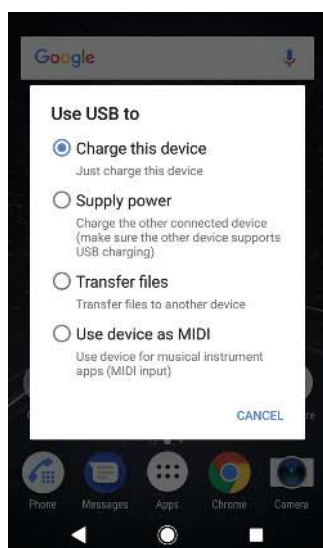 Google
Use USB to
Charge this device
Just charge this device
Supply power
Charge the other connected device
(make sure the other device supports
USB charging)
Transfer files
Transfer files to another device
Use device as MIDI
Use device for musical instrument
apps (MIDI input)
CANCEL
Phone Messages Apps Chrome Camera